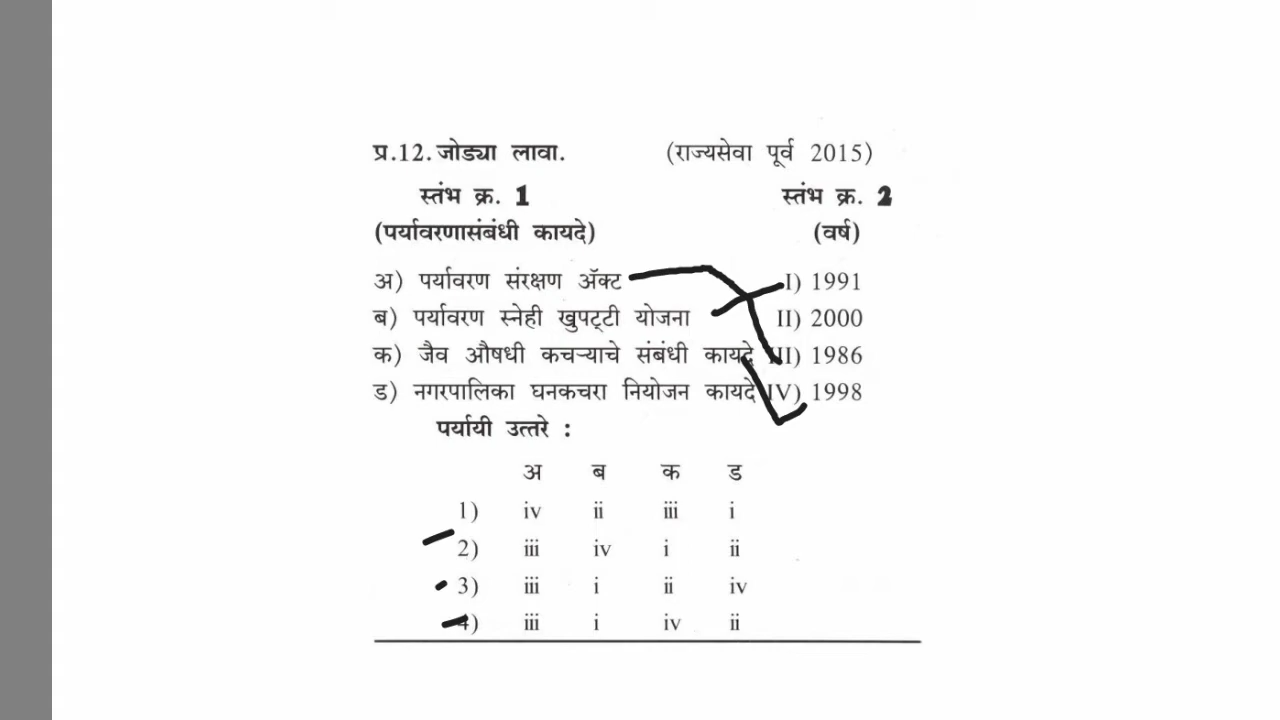 प्र.12. जोड्या लावा. (राज्यसेवा पूर्व 2015)
स्तंभ क्र. 1 स्तंभ क्र. 2
(पर्यावरणासंबंधी कायदे) (वर्ष)
अ) पर्यावरण संरक्षण ॲक्ट I) 1991
ब) पर्यावरण स्नेही खुपट्टी योजना II) 2000
क) जैव औषधी कचऱ्याचे संबंधी कायदे III) 1986
ड) नगरपालिका घनकचरा नियोजन कायदे IV) 1998
पर्यायी उत्तरे :
अ ब क ड
1) iv ii iii i
2) iii iv i ii
3) iii i ii iv
4) iii i iv ii